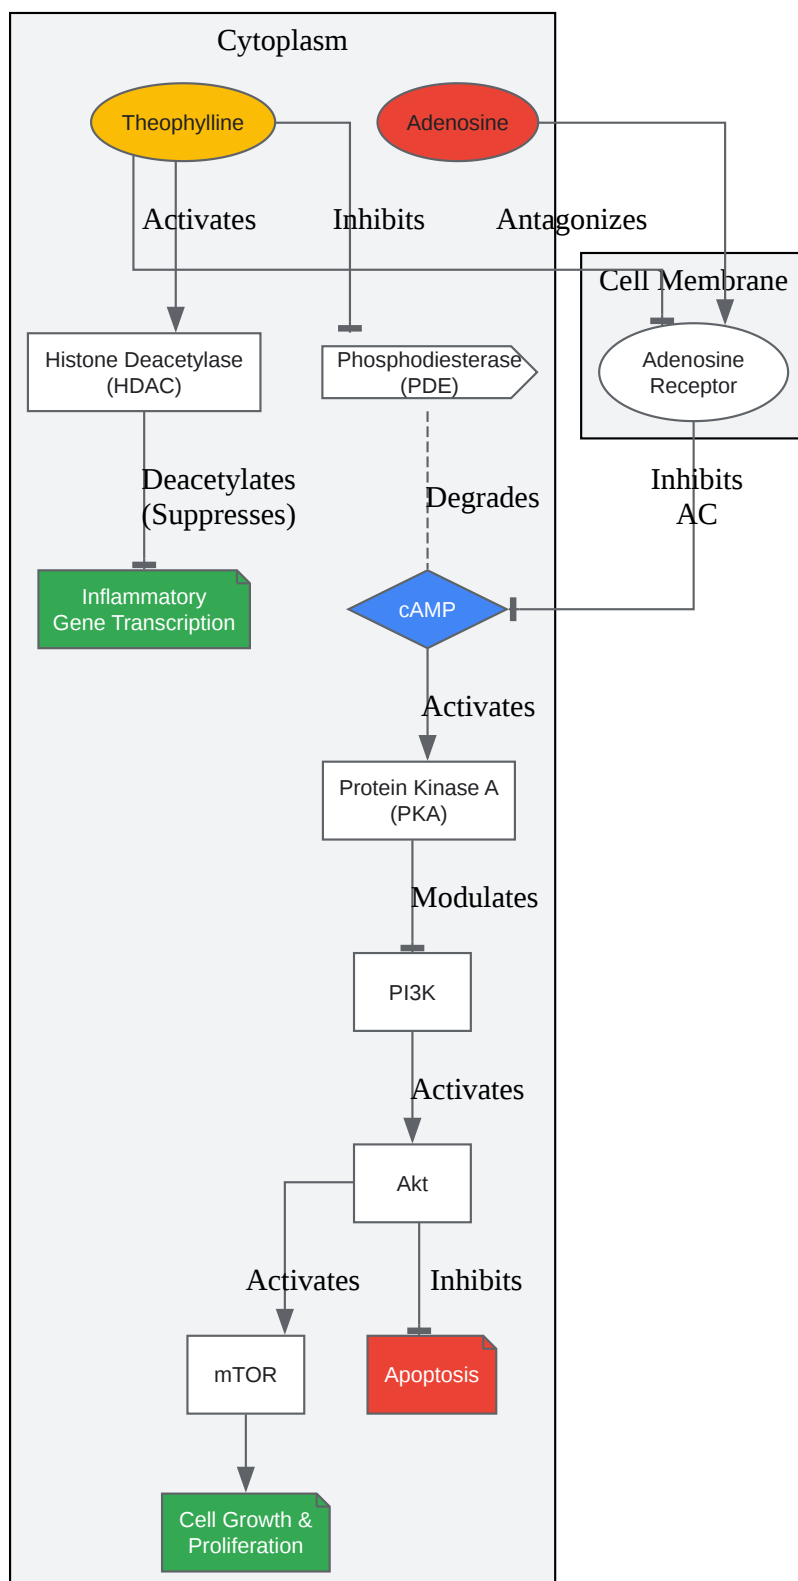 Cytoplasm
Theophylline
Adenosine
Activates
Inhibits
Antagonizes
Cell Membrane
Histone Deacetylase
(HDAC)
Phosphodiesterase
(PDE)
Adenosine
Receptor
Deacetylates
(Suppresses)
Degrades
Inhibits
AC
Inflammatory
Gene Transcription
cAMP
Activates
Protein Kinase A
(PKA)
Modulates
PI3K
Activates
Akt
Activates
Inhibits
mTOR
Apoptosis
Cell Growth &
Proliferation